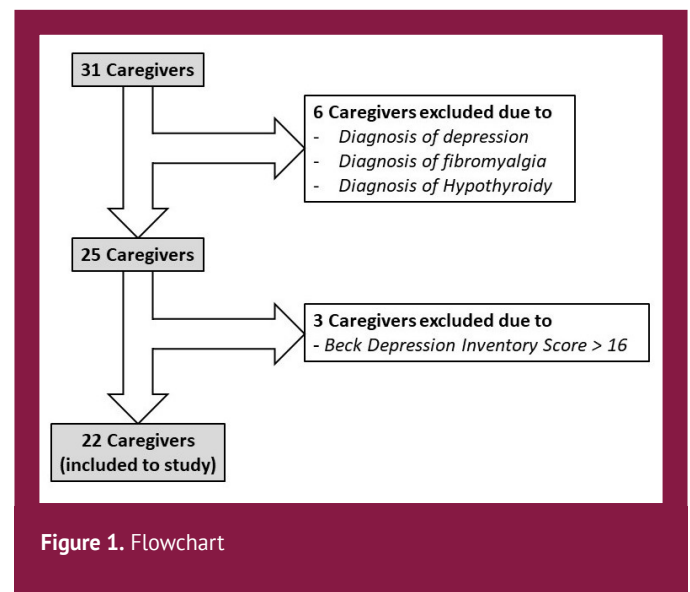 31 Caregivers
6 Caregivers excluded due to
- Diagnosis of depression
- Diagnosis of fibromyalgia
- Diagnosis of Hypothyroidy
25 Caregivers
3 Caregivers excluded due to
- Beck Depression Inventory Score > 16
22 Caregivers
(included to study)
Figure 1. Flowchart